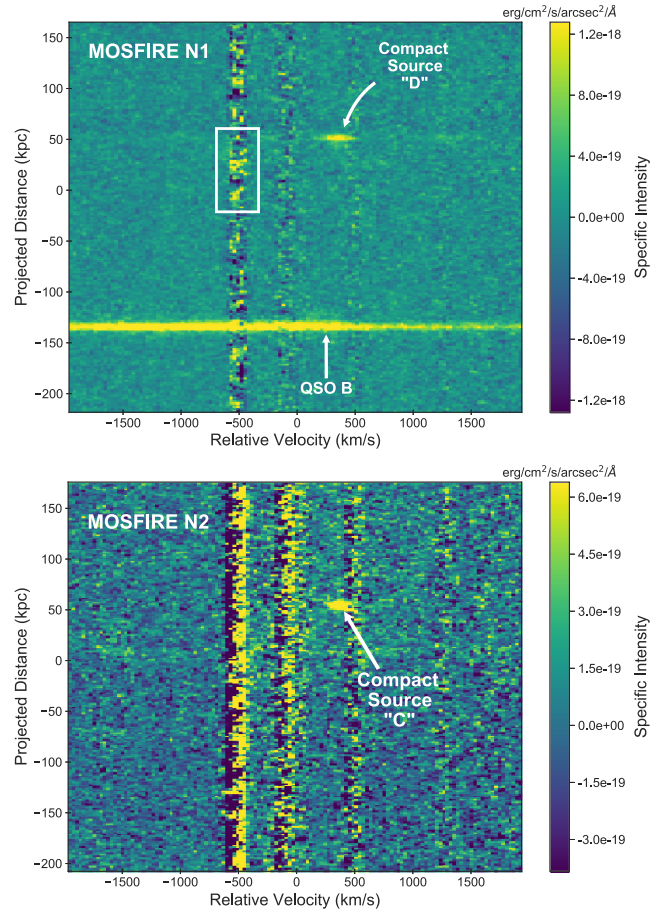 erg/cm²/s/arcsec²/Å
MOSFIRE N1
Compact
Source
"D"
QSO B
150
100
50
0
−50
−100
−150
−200
Projected Distance (kpc)
−1500 −1000 −500 0 500 1000 1500
Relative Velocity (km/s)
1.2e-18
8.0e-19
4.0e-19
0.0e+00
−4.0e-19
−8.0e-19
−1.2e-18
Specific Intensity
erg/cm²/s/arcsec²/Å
MOSFIRE N2
Compact
Source
"C"
150
100
50
0
−50
−100
−150
−200
Projected Distance (kpc)
−1500 −1000 −500 0 500 1000 1500
Relative Velocity (km/s)
6.0e-19
4.5e-19
3.0e-19
1.5e-19
0.0e+00
−1.5e-19
−3.0e-19
Specific Intensity